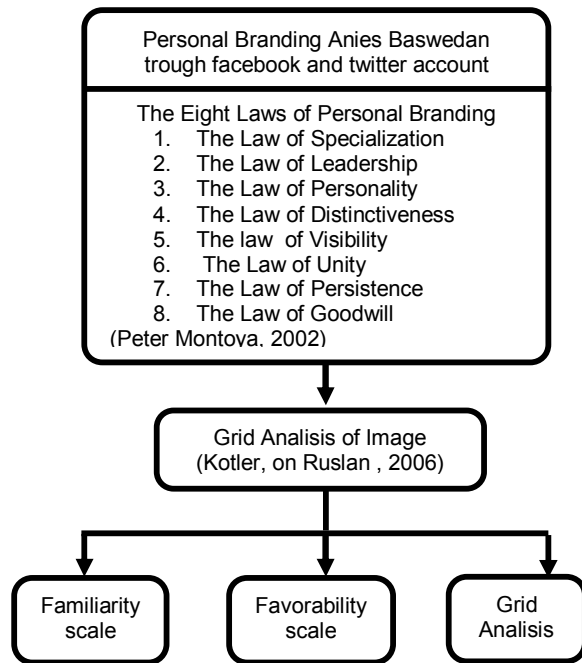 Personal Branding Anies Baswedan
trough facebook and twitter account
The Eight Laws of Personal Branding
1. The Law of Specialization
2. The Law of Leadership
3. The Law of Personality
4. The Law of Distinctiveness
5. The law of Visibility
6. The Law of Unity
7. The Law of Persistence
8. The Law of Goodwill
(Peter Montova, 2002)
Grid Analisis of Image
(Kotler, on Ruslan , 2006)
Familiarity
scale
Favorability
scale
Grid
Analisis